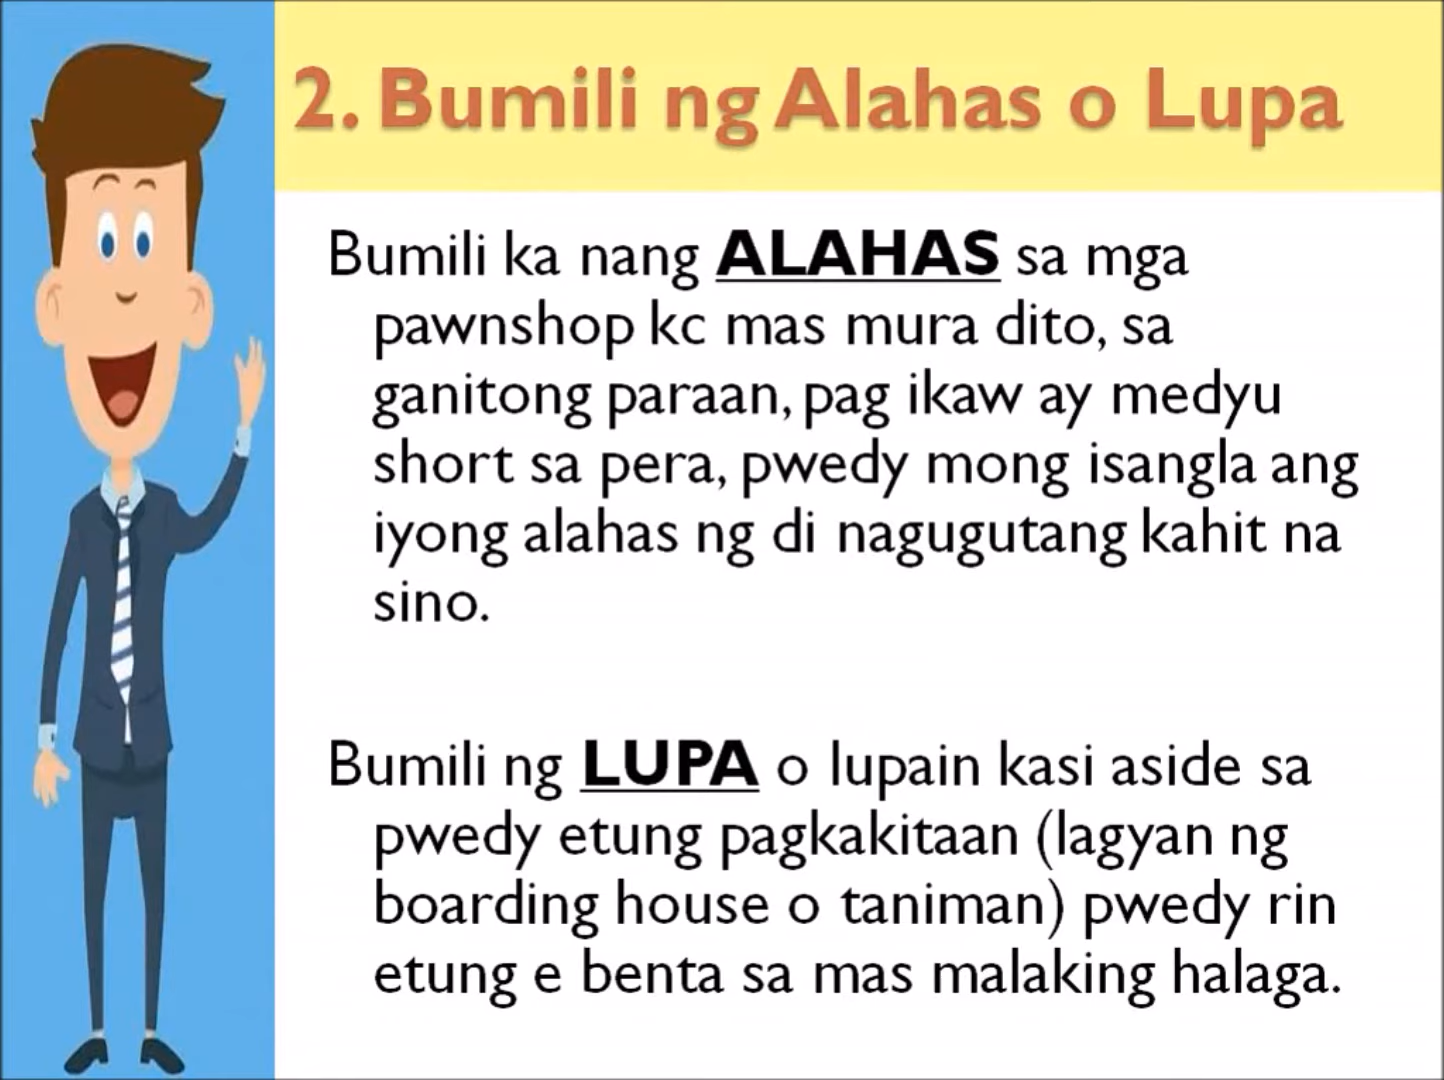 2. Bumili ng Alahas o Lupa
Bumili ka nang ALAHAS sa mga
pawnshop kc mas mura dito, sa
ganitong paraan, pag ikaw ay medyu
short sa pera, pwedy mong isangla ang
iyong alahas ng di nagugutang kahit na
sino.
Bumili ng LUPA o lupain kasi aside sa
pwedy etung pagkakitaan (lagyan ng
boarding house o taniman) pwedy rin
etung e benta sa mas malaking halaga.